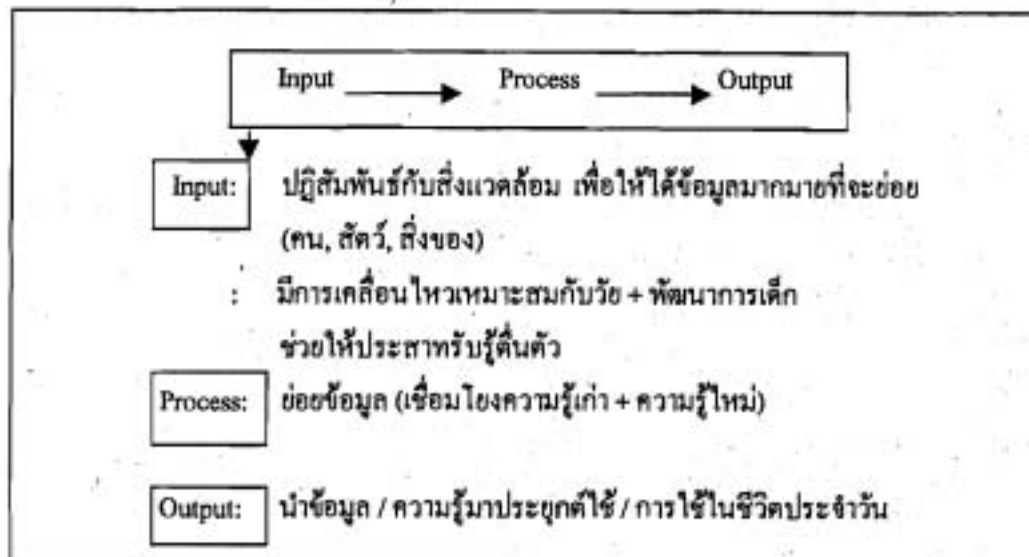 Input Process Output
Input: ปฏิสัมพันธ์กับสิ่งแวดล้อม เพื่อให้ได้ข้อมูลมากมายที่จะย่อย
(คน, สัตว์, สิ่งของ)
: มีการเคลื่อนไหวเหมาะสมกับวัย + พัฒนาการเด็ก
ช่วยให้ประสาทรับรู้ตื่นตัว
Process: ย่อยข้อมูล (เชื่อมโยงความรู้เก่า + ความรู้ใหม่)
Output: นำข้อมูล / ความรู้มาประยุกต์ใช้ / การใช้ในชีวิตประจำวัน